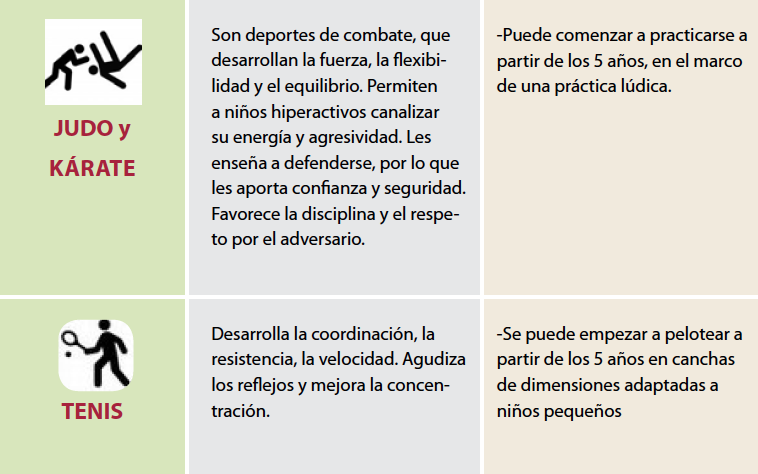 JUDO y
KÁRATE
Son deportes de combate, que
desarrollan la fuerza, la flexibi-
lidad y el equilibrio. Permiten
a niños hiperactivos canalizar
su energía y agresividad. Les
enseña a defenderse, por lo que
les aporta confianza y seguridad.
Favorece la disciplina y el respe-
to por el adversario.
-Puede comenzar a practicarse a
partir de los 5 años, en el marco
de una práctica lúdica.
TENIS
Desarrolla la coordinación, la
resistencia, la velocidad. Agudiza
los reflejos y mejora la concen-
tración.
-Se puede empezar a pelotear a
partir de los 5 años en canchas
de dimensiones adaptadas a
niños pequeños